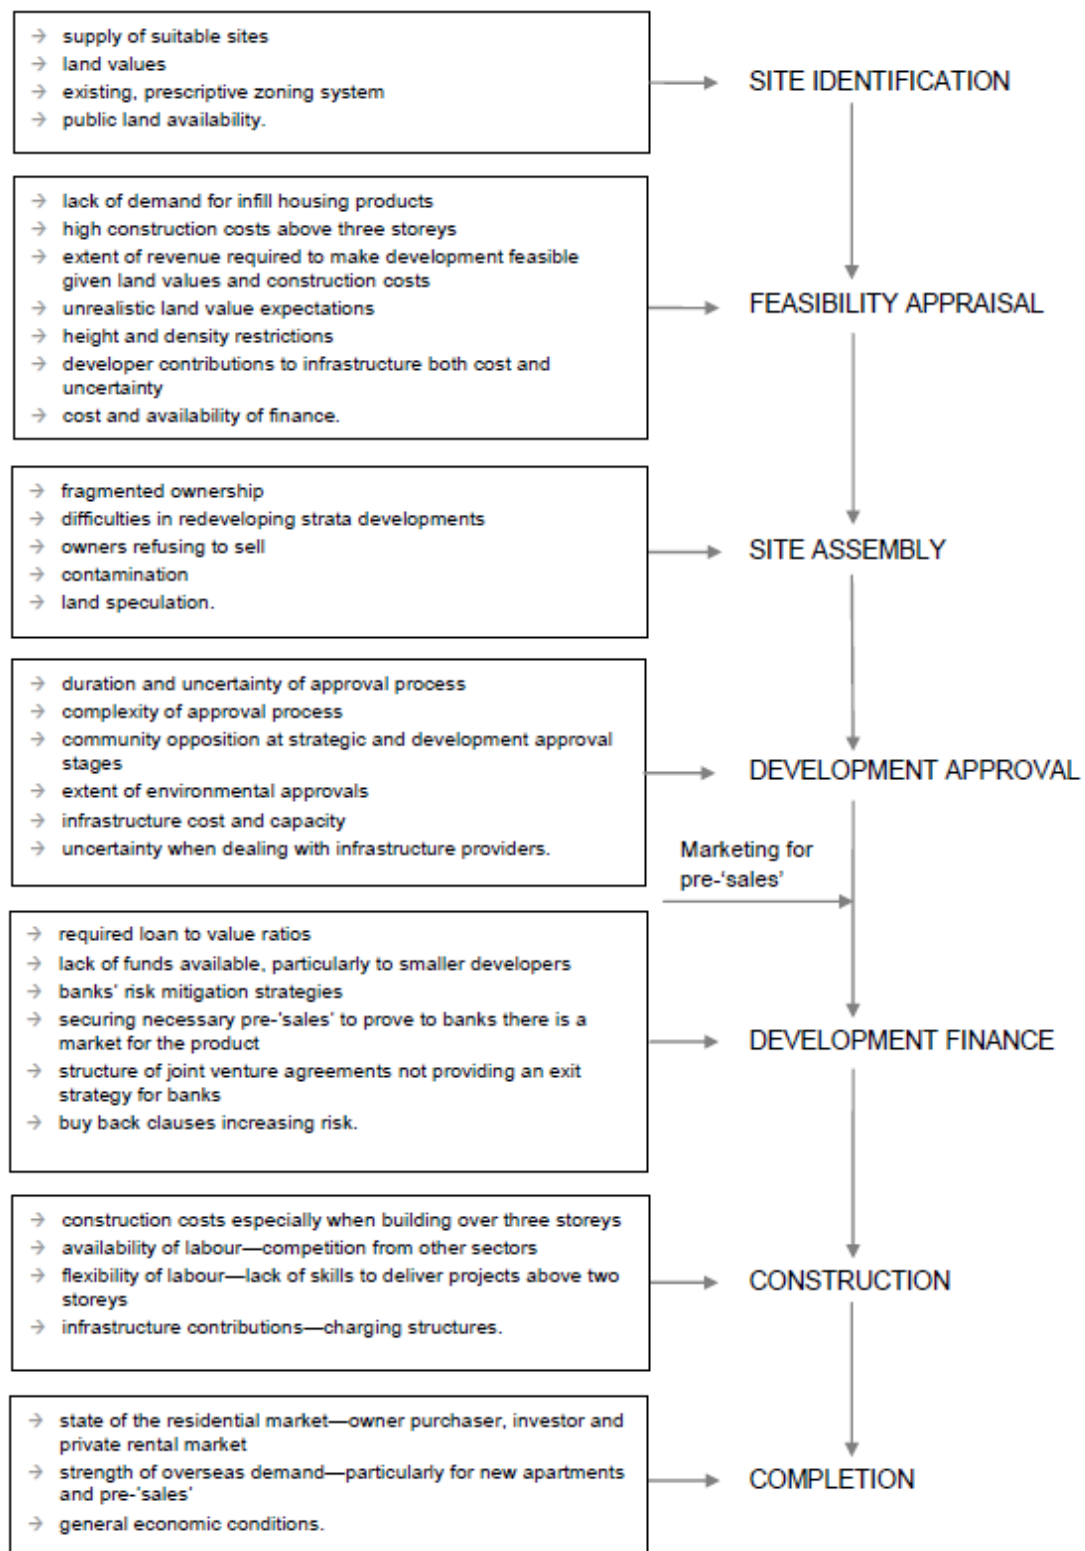 → supply of suitable sites
→ land values
→ existing, prescriptive zoning system
→ public land availability.
SITE IDENTIFICATION
→ lack of demand for infill housing products
→ high construction costs above three storeys
→ extent of revenue required to make development feasible
given land values and construction costs
→ unrealistic land value expectations
→ height and density restrictions
→ developer contributions to infrastructure both cost and
uncertainty
→ cost and availability of finance.
FEASIBILITY APPRAISAL
→ fragmented ownership
→ difficulties in redeveloping strata developments
→ owners refusing to sell
→ contamination
→ land speculation.
SITE ASSEMBLY
→ duration and uncertainty of approval process
→ complexity of approval process
→ community opposition at strategic and development approval
stages
→ extent of environmental approvals
→ infrastructure cost and capacity
→ uncertainty when dealing with infrastructure providers.
DEVELOPMENT APPROVAL
Marketing for
pre-‘sales’
→ required loan to value ratios
→ lack of funds available, particularly to smaller developers
→ banks’ risk mitigation strategies
→ securing necessary pre-‘sales’ to prove to banks there is a
market for the product
→ structure of joint venture agreements not providing an exit
strategy for banks
→ buy back clauses increasing risk.
DEVELOPMENT FINANCE
→ construction costs especially when building over three storeys
→ availability of labour—competition from other sectors
→ flexibility of labour—lack of skills to deliver projects above two
storeys
→ infrastructure contributions—charging structures.
CONSTRUCTION
→ state of the residential market—owner purchaser, investor and
private rental market
→ strength of overseas demand—particularly for new apartments
and pre-‘sales’
→ general economic conditions.
COMPLETION